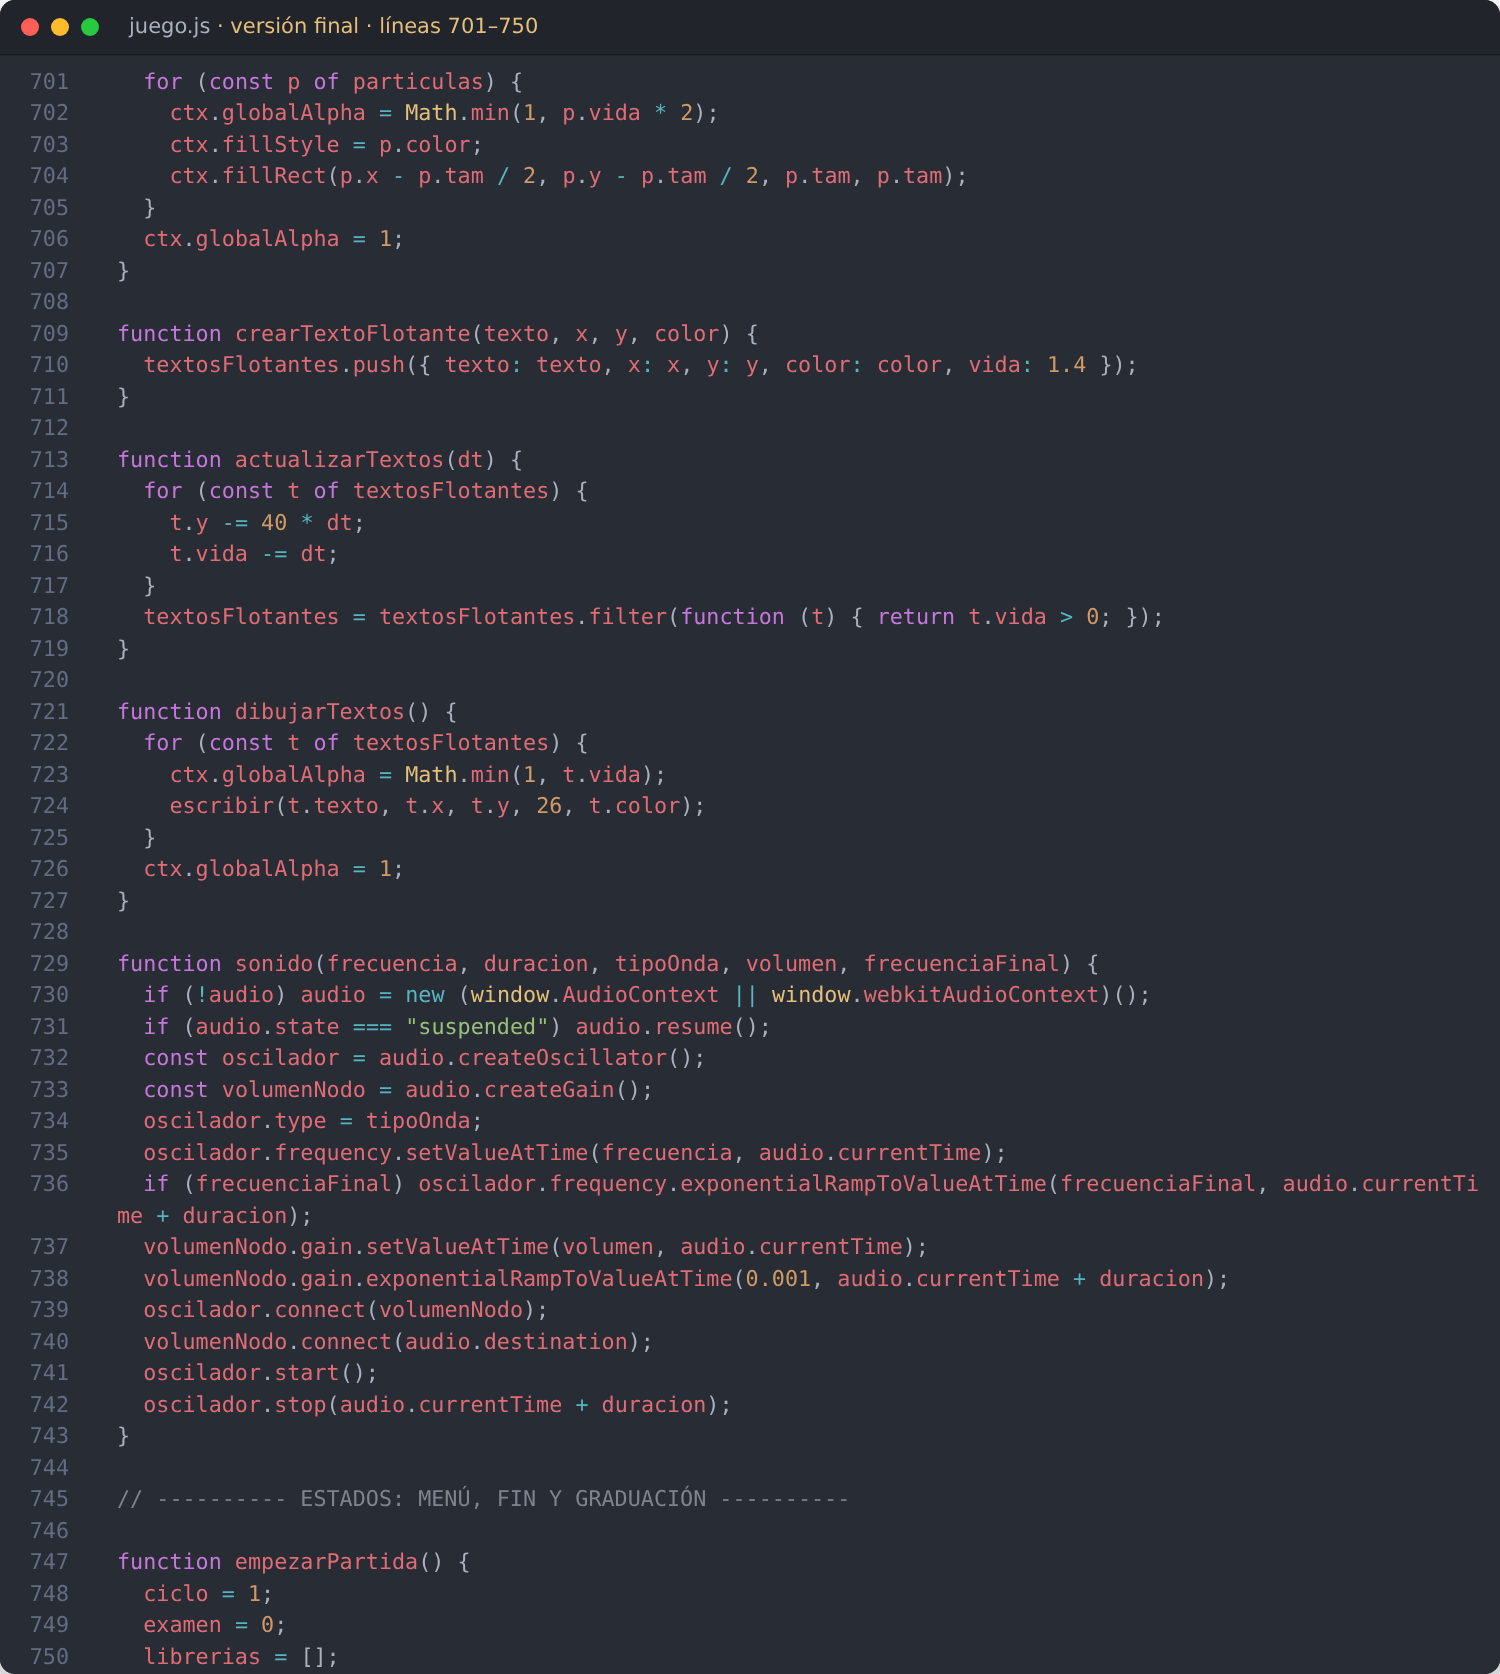 juego.js · versión final · líneas 701–750
701     for (const p of particulas) {
702       ctx.globalAlpha = Math.min(1, p.vida * 2);
703       ctx.fillStyle = p.color;
704       ctx.fillRect(p.x - p.tam / 2, p.y - p.tam / 2, p.tam, p.tam);
705     }
706     ctx.globalAlpha = 1;
707   }
708
709   function crearTextoFlotante(texto, x, y, color) {
710     textosFlotantes.push({ texto: texto, x: x, y: y, color: color, vida: 1.4 });
711   }
712
713   function actualizarTextos(dt) {
714     for (const t of textosFlotantes) {
715       t.y -= 40 * dt;
716       t.vida -= dt;
717     }
718     textosFlotantes = textosFlotantes.filter(function (t) { return t.vida > 0; });
719   }
720
721   function dibujarTextos() {
722     for (const t of textosFlotantes) {
723       ctx.globalAlpha = Math.min(1, t.vida);
724       escribir(t.texto, t.x, t.y, 26, t.color);
725     }
726     ctx.globalAlpha = 1;
727   }
728
729   function sonido(frecuencia, duracion, tipoOnda, volumen, frecuenciaFinal) {
730     if (!audio) audio = new (window.AudioContext || window.webkitAudioContext)();
731     if (audio.state === "suspended") audio.resume();
732     const oscilador = audio.createOscillator();
733     const volumenNodo = audio.createGain();
734     oscilador.type = tipoOnda;
735     oscilador.frequency.setValueAtTime(frecuencia, audio.currentTime);
736     if (frecuenciaFinal) oscilador.frequency.exponentialRampToValueAtTime(frecuenciaFinal, audio.currentTi
me + duracion);
737     volumenNodo.gain.setValueAtTime(volumen, audio.currentTime);
738     volumenNodo.gain.exponentialRampToValueAtTime(0.001, audio.currentTime + duracion);
739     oscilador.connect(volumenNodo);
740     volumenNodo.connect(audio.destination);
741     oscilador.start();
742     oscilador.stop(audio.currentTime + duracion);
743   }
744
745   // ---------- ESTADOS: MENÚ, FIN Y GRADUACIÓN ----------
746
747   function empezarPartida() {
748     ciclo = 1;
749     examen = 0;
750     librerias = [];